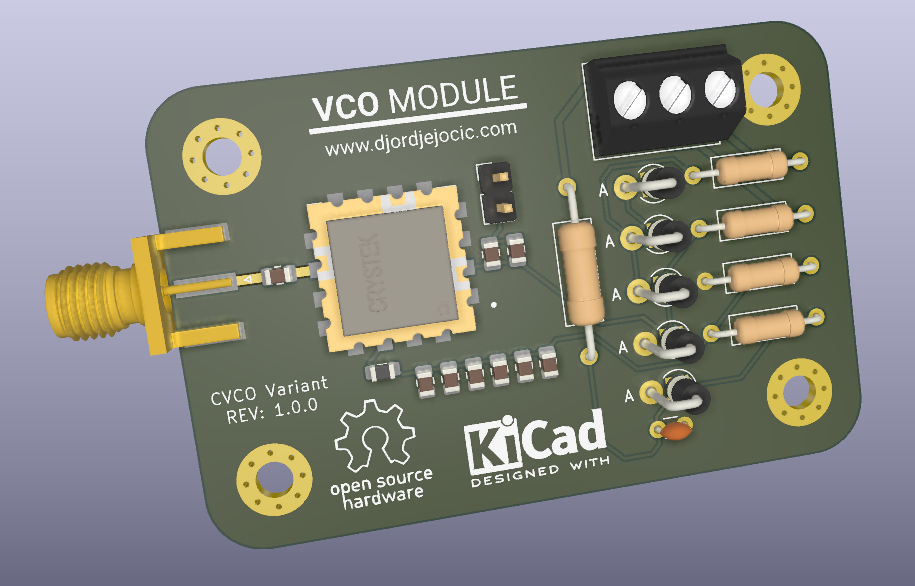 VCO MODULE
www.djordjejocic.com
A
A
A
A
A
CRYSTEK
CVCO Variant
REV: 1.0.0
open source
hardware
KiCad
DESIGNED WITH